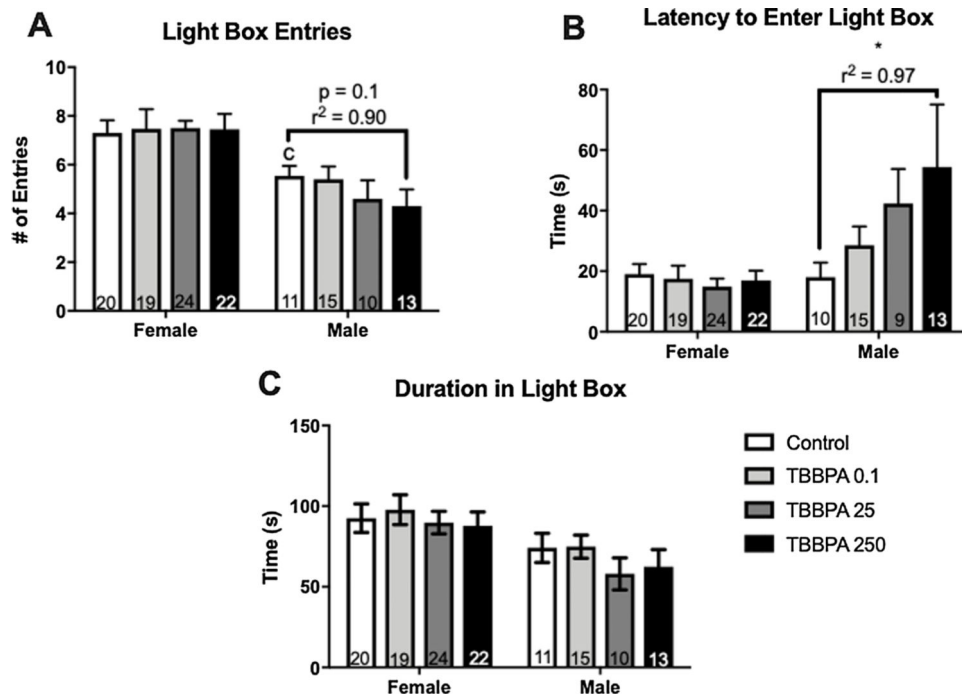 A
Light Box Entries
# of Entries
10
8
6
4
2
0
p = 0.1
r² = 0.90
C
20 19 24 22 11 15 10 13
Female Male
B
Latency to Enter Light Box
Time (s)
80
60
40
20
0
*
r² = 0.97
20 19 24 22 10 15 9 13
Female Male
C
Duration in Light Box
Time (s)
150
100
50
0
20 19 24 22 11 15 10 13
Female Male
Control
TBBPA 0.1
TBBPA 25
TBBPA 250